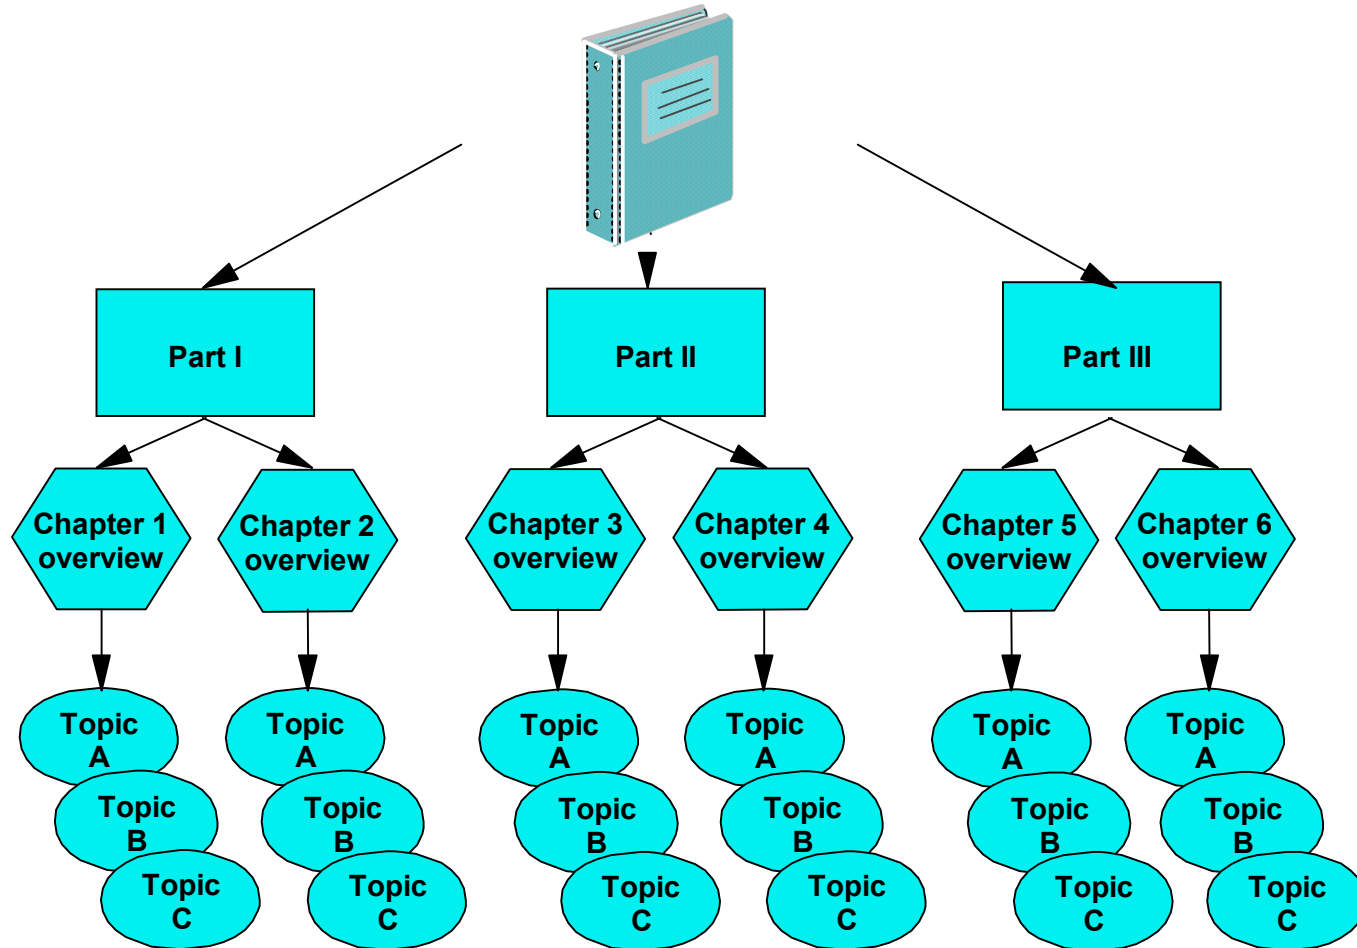 Part I
Part II
Part III
Chapter 1
overview
Chapter 2
overview
Chapter 3
overview
Chapter 4
overview
Chapter 5
overview
Chapter 6
overview
Topic
A
Topic
B
Topic
C
Topic
A
Topic
B
Topic
C
Topic
A
Topic
B
Topic
C
Topic
A
Topic
B
Topic
C
Topic
A
Topic
B
Topic
C
Topic
A
Topic
B
Topic
C